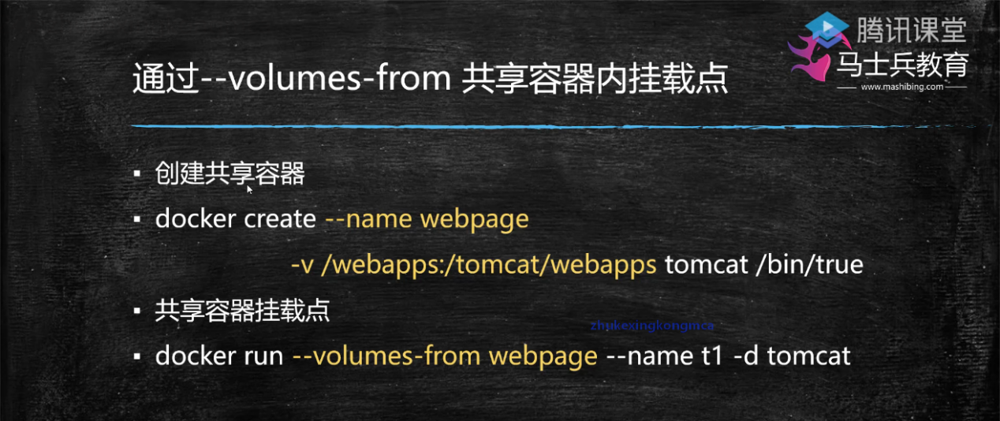 腾讯课堂
马士兵教育
www.mashibing.com
通过--volumes-from 共享容器内挂载点
▪ 创建共享容器
▪ docker create --name webpage
-v /webapps:/tomcat/webapps tomcat /bin/true
▪ 共享容器挂载点
zhukexingkongmca
▪ docker run --volumes-from webpage --name t1 -d tomcat